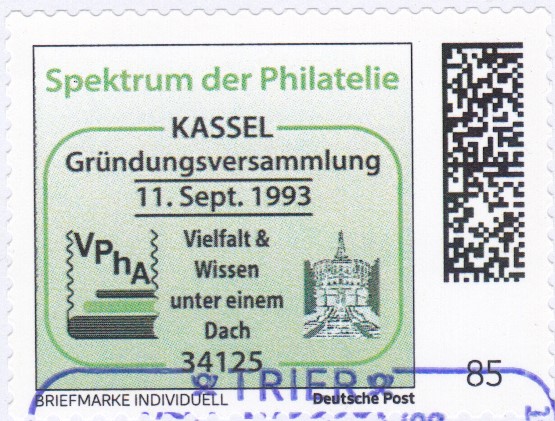 Spektrum der Philatelie
KASSEL
Gründungsversammlung
11. Sept. 1993
VPhA
Vielfalt &
Wissen
unter einem
Dach
34125
85
TRIER
BRIEFMARKE INDIVIDUELL
Deutsche Post